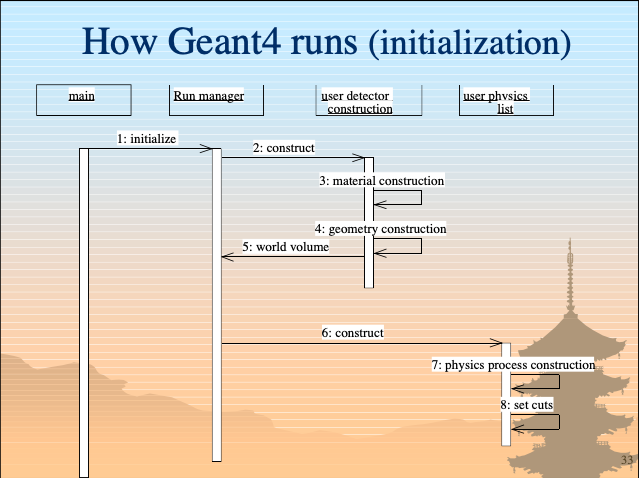 How Geant4 runs (initialization)
main
Run manager
user detector
construction
user physics
list
1: initialize
2: construct
3: material construction
4: geometry construction
5: world volume
6: construct
7: physics process construction
8: set cuts
33